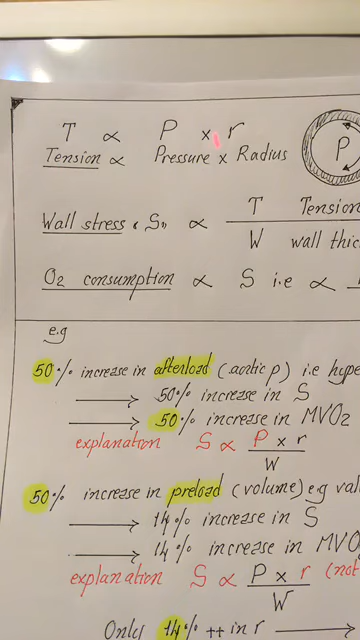 T ∝ P x r
Tension ∝ Pressure x Radius
P
Wall stress "S" ∝ T Tension
W wall thic
O2 consumption ∝ S i.e ∝
e.g
50% increase in afterload (aortic p) i.e hype
→ 50% increase in S
→ 50% increase in MVO2
explanation S ∝ P x r
W
50% increase in preload (volume) e.g val
→ 14% increase in S
→ 14% increase in MVO
explanation S ∝ P x r (not
W
Only 14% ++ in r →